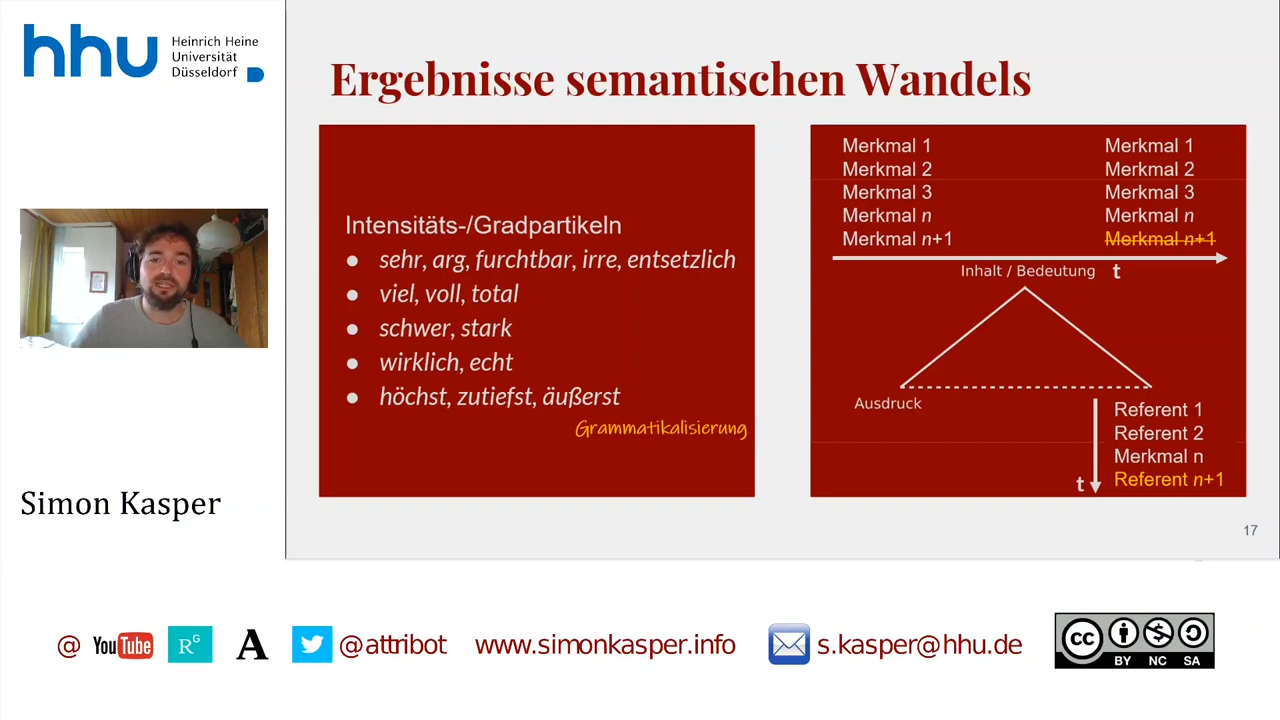 hhu
Heinrich Heine
Universität
Düsseldorf
Simon Kasper
Ergebnisse semantischen Wandels
Intensitäts-/Gradpartikeln
● sehr, arg, furchtbar, irre, entsetzlich
● viel, voll, total
● schwer, stark
● wirklich, echt
● höchst, zutiefst, äußerst
Grammatikalisierung
Merkmal 1
Merkmal 2
Merkmal 3
Merkmal n
Merkmal n+1
Merkmal 1
Merkmal 2
Merkmal 3
Merkmal n
Merkmal n+1
Inhalt / Bedeutung
t
Ausdruck
Referent 1
Referent 2
Merkmal n
Referent n+1
t
17
@ YouTube RG A @attribot www.simonkasper.info s.kasper@hhu.de
cc
BY NC SA